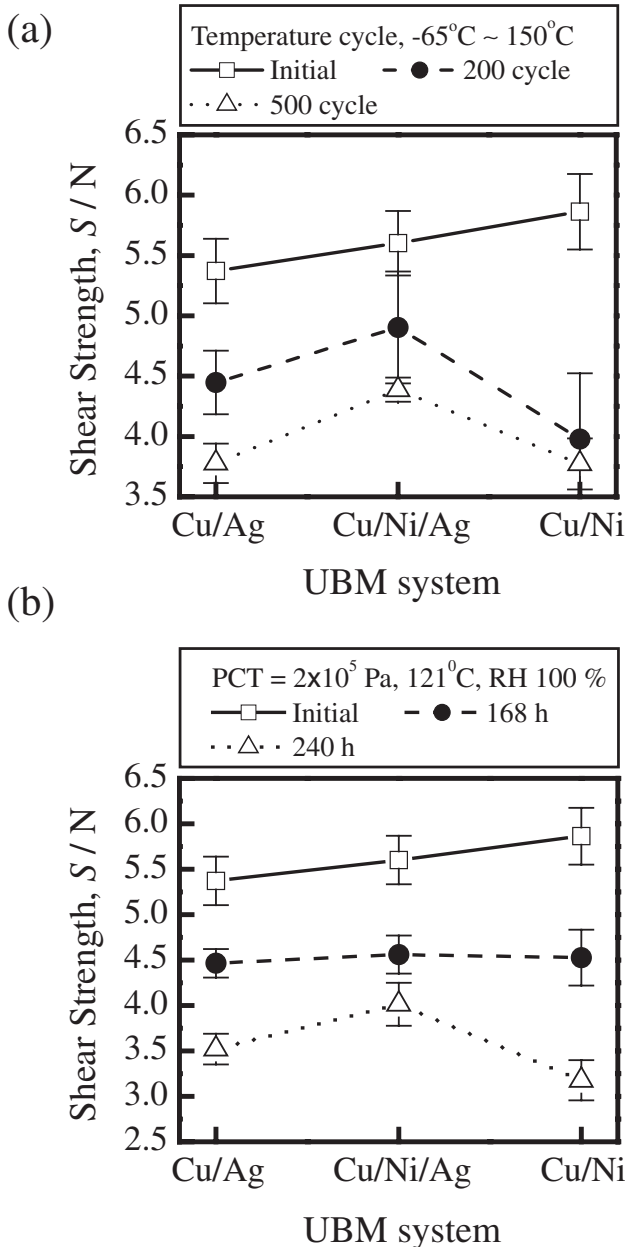 (a)
Temperature cycle, -65°C ~ 150°C
Initial 200 cycle
500 cycle
6.5
6.0
5.5
5.0
4.5
4.0
3.5
Shear Strength, S / N
Cu/Ag Cu/Ni/Ag Cu/Ni
UBM system
(b)
PCT = 2x10⁵ Pa, 121⁰C, RH 100 %
Initial 168 h
240 h
6.5
6.0
5.5
5.0
4.5
4.0
3.5
3.0
2.5
Shear Strength, S / N
Cu/Ag Cu/Ni/Ag Cu/Ni
UBM system